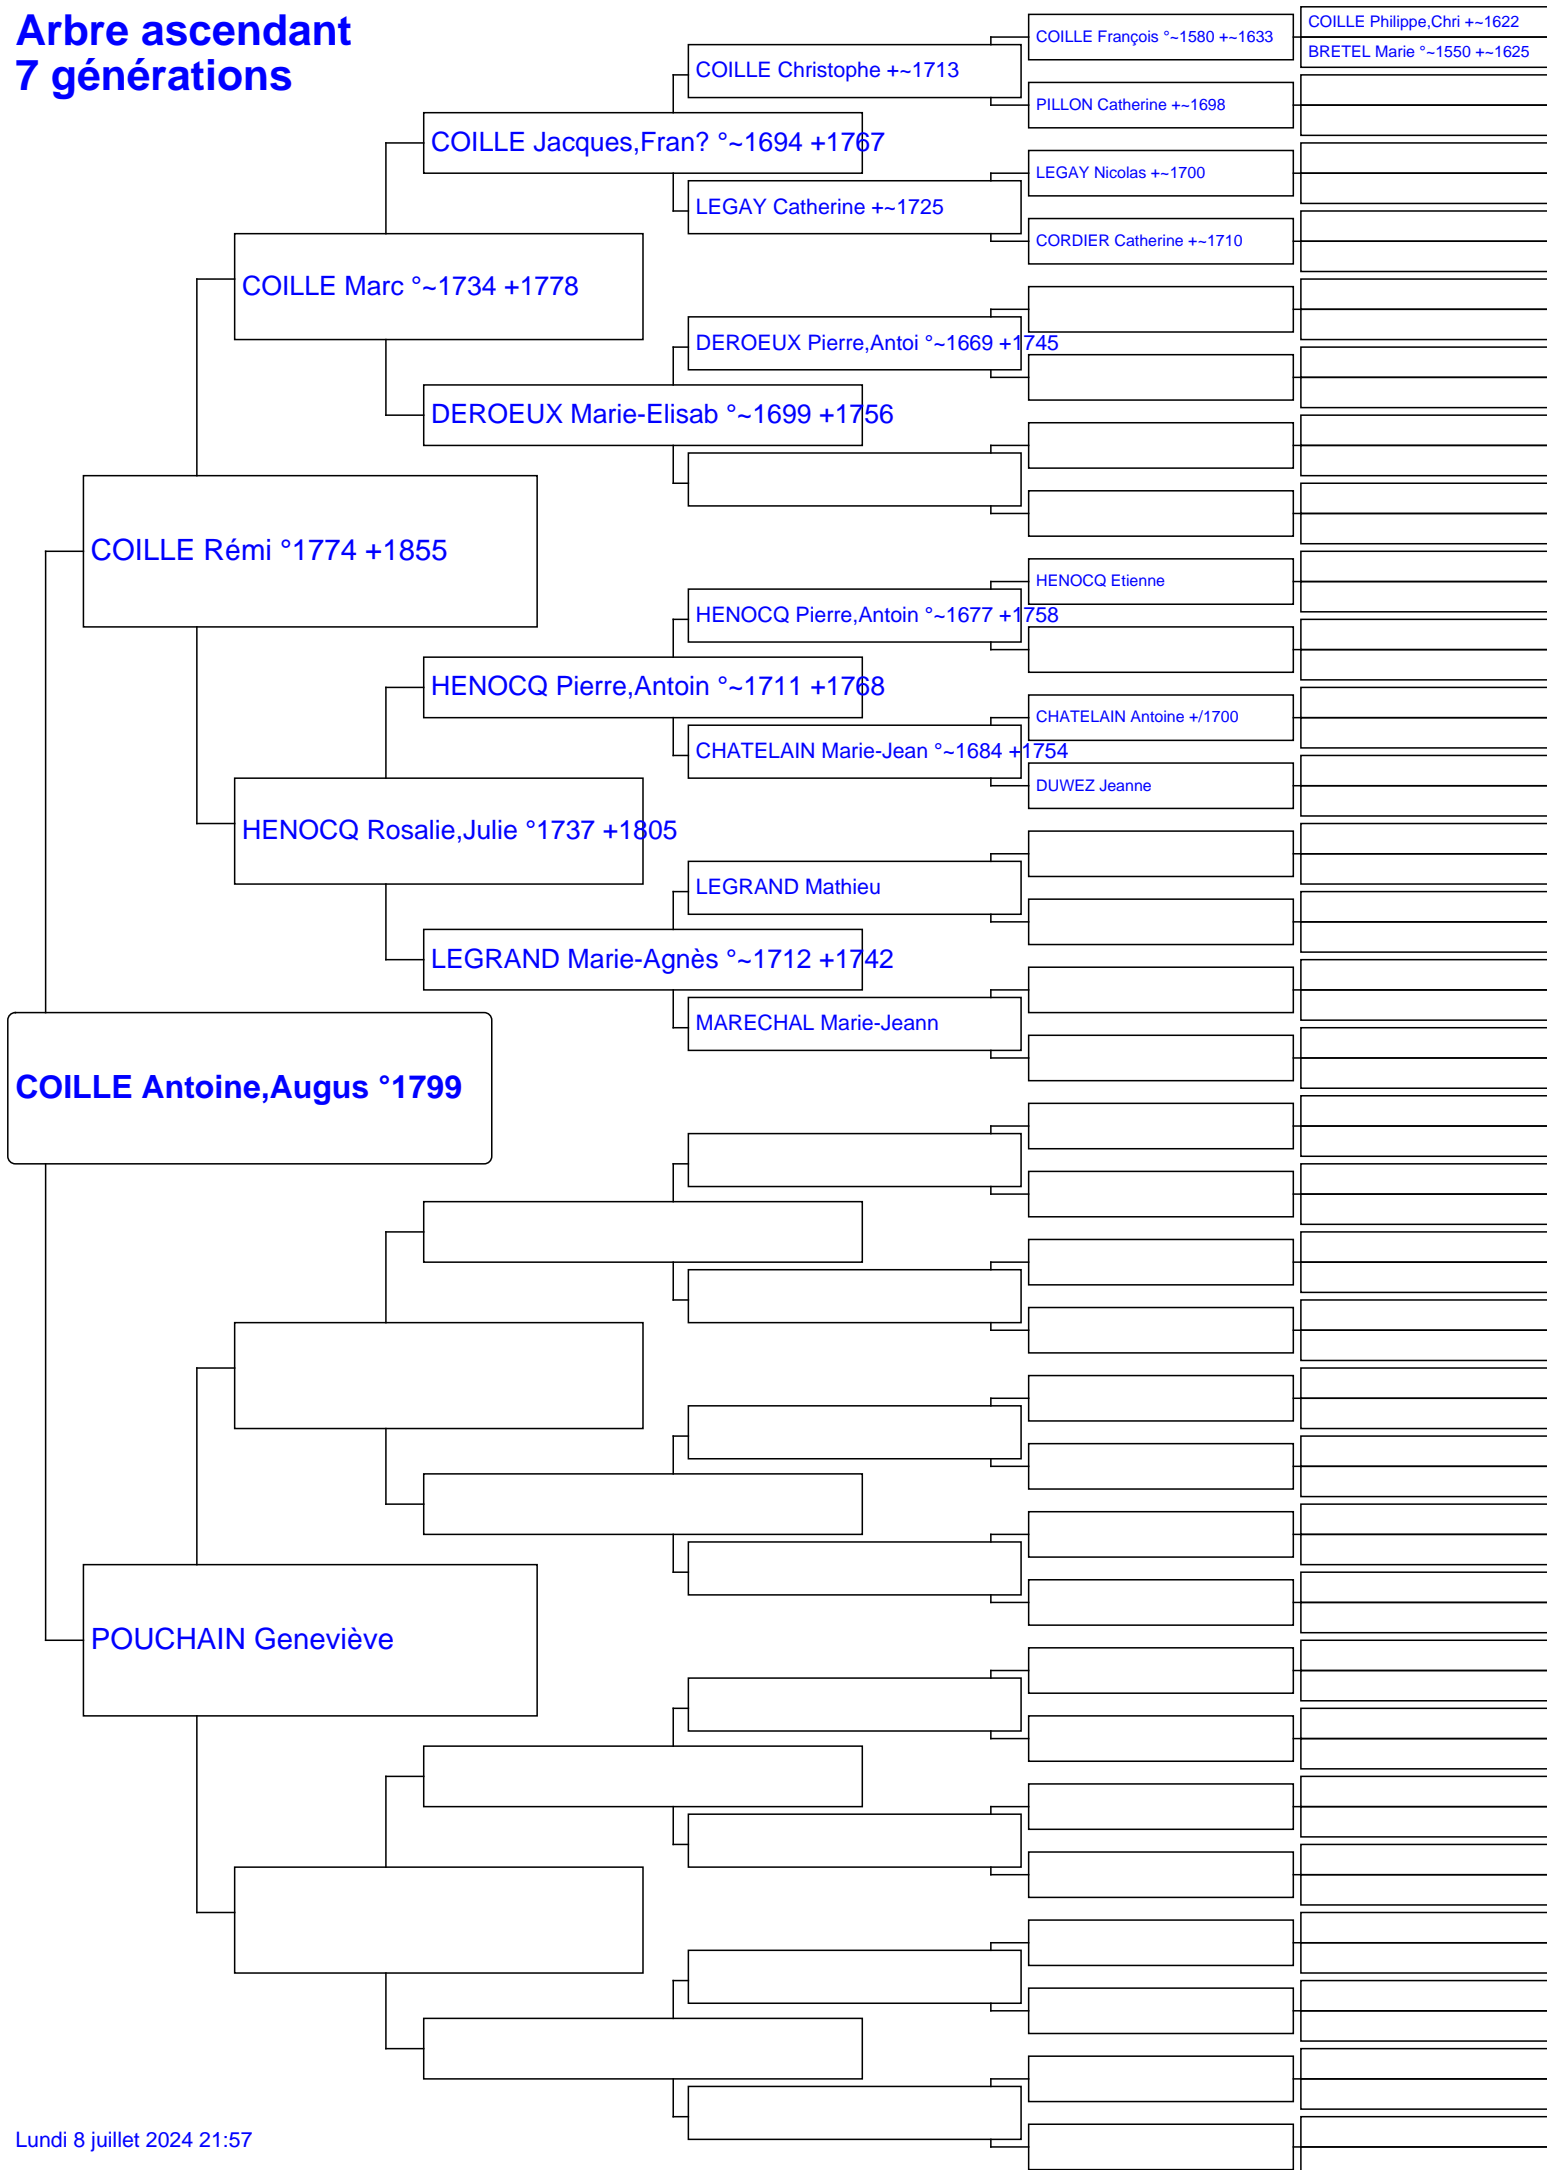 Arbre ascendant
7 générations
COILLE Philippe,Chri +~1622
COILLE François °~1580 +~1633
BRETEL Marie °~1550 +~1625
COILLE Christophe +~1713
PILLON Catherine +~1698
COILLE Jacques,Fran? °~1694 +1767
LEGAY Nicolas +~1700
LEGAY Catherine +~1725
CORDIER Catherine +~1710
COILLE Marc °~1734 +1778
DEROEUX Pierre,Antoi °~1669 +1745
DEROEUX Marie-Elisab °~1699 +1756
COILLE Rémi °1774 +1855
HENOCQ Etienne
HENOCQ Pierre,Antoin °~1677 +1758
HENOCQ Pierre,Antoin °~1711 +1768
CHATELAIN Antoine +/1700
CHATELAIN Marie-Jean °~1684 +1754
DUWEZ Jeanne
HENOCQ Rosalie,Julie °1737 +1805
LEGRAND Mathieu
LEGRAND Marie-Agnès °~1712 +1742
MARECHAL Marie-Jeann
COILLE Antoine,Augus °1799
POUCHAIN Geneviève
Lundi 8 juillet 2024 21:57